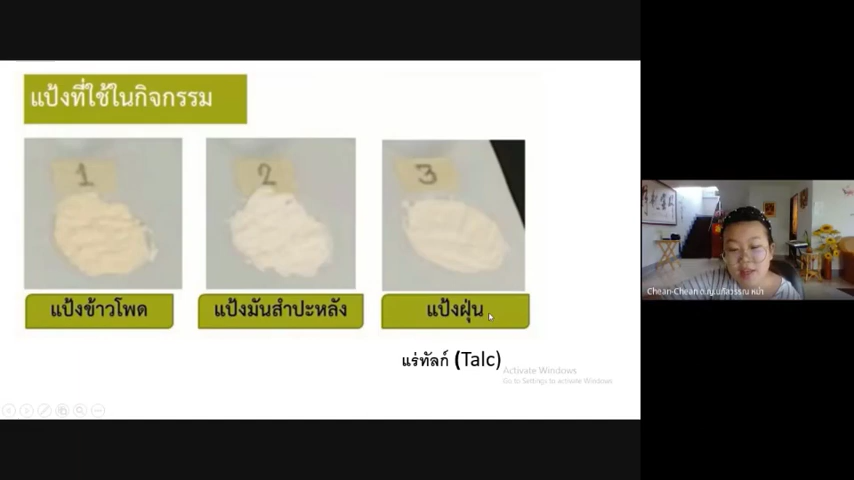 แป้งที่ใช้ในกิจกรรม
1
2
3
แป้งข้าวโพด
แป้งมันสำปะหลัง
แป้งฝุ่น
แร่ทัลก์ (Talc)
Activate Windows
Go to Settings to activate Windows
Chean-Chean